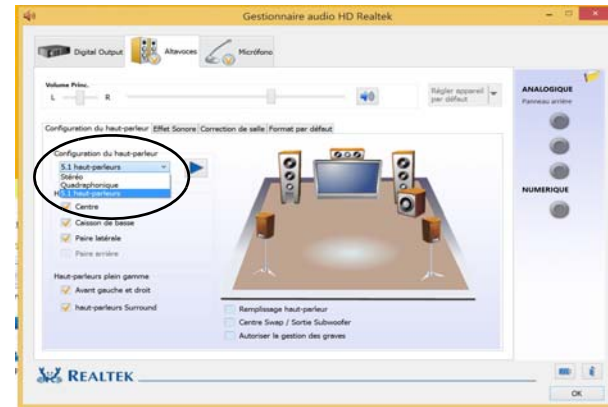 Gestionnaire audio HD Realtek
Digital Output
Altavoces
Micrófono
Volume Princ.
L
R
Régler appareil
par défaut
ANALOGIQUE
Panneau arrière
Configuration du haut-parleur
Effet Sonore
Correction de salle
Format par défaut
Configuration du haut-parleur
5.1 haut-parleurs
Stéréo
Quadraphonique
5.1 haut-parleurs
NUMERIQUE
Centre
Caisson de basse
Paire latérale
Paire arrière
Haut-parleurs plein gamme
Avant gauche et droit
haut-parleurs Surround
Remplissage haut-parleur
Centre Swap / Sortie Subwoofer
Autoriser le gestion des graves
REALTEK
OK